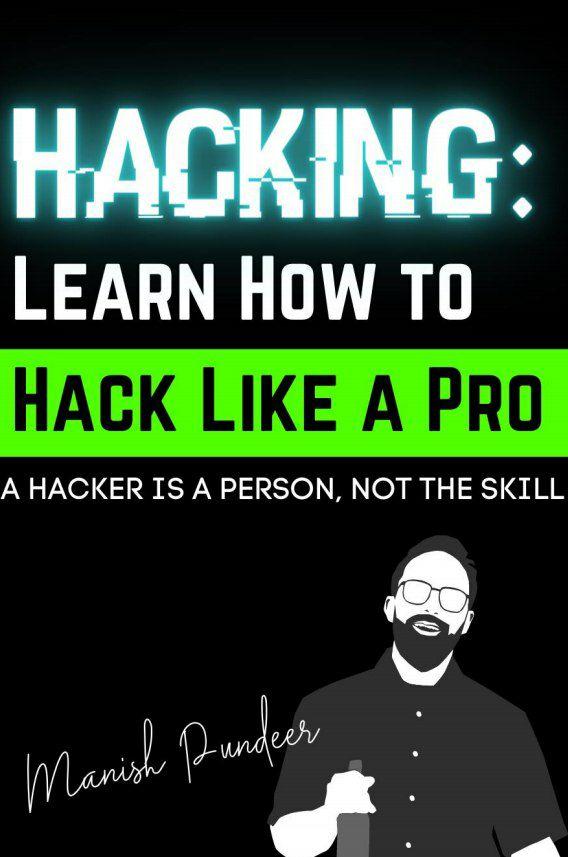 HACKING:
LEARN HOW TO
HACK LIKE A PRO
A HACKER IS A PERSON, NOT THE SKILL
Manish Pundeer